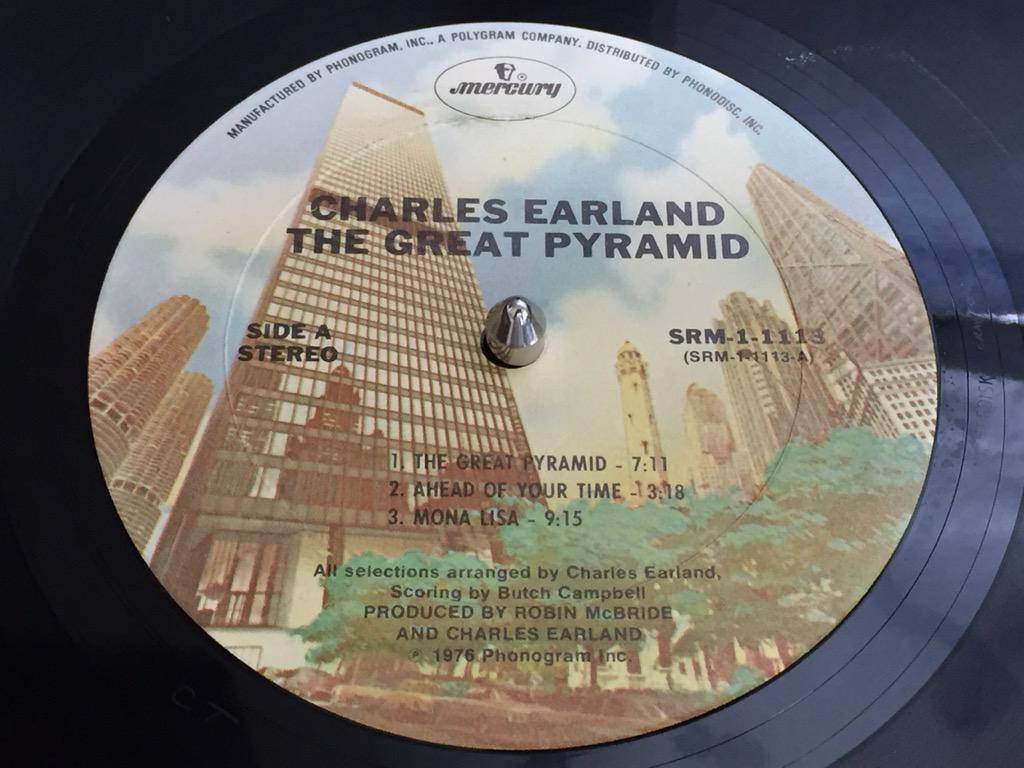 MANUFACTURED BY PHONOGRAM, INC., A POLYGRAM COMPANY. DISTRIBUTED BY PHONODISC, INC.
mercury ®
CHARLES EARLAND
THE GREAT PYRAMID
SIDE A
STEREO
SRM-1-1113
(SRM-1-1113-A)
1. THE GREAT PYRAMID - 7:11
2. AHEAD OF YOUR TIME - 3:18
3. MONA LISA - 9:15
All selections arranged by Charles Earland,
Scoring by Butch Campbell
PRODUCED BY ROBIN McBRIDE
AND CHARLES EARLAND
℗ 1976 Phonogram Inc.
CT